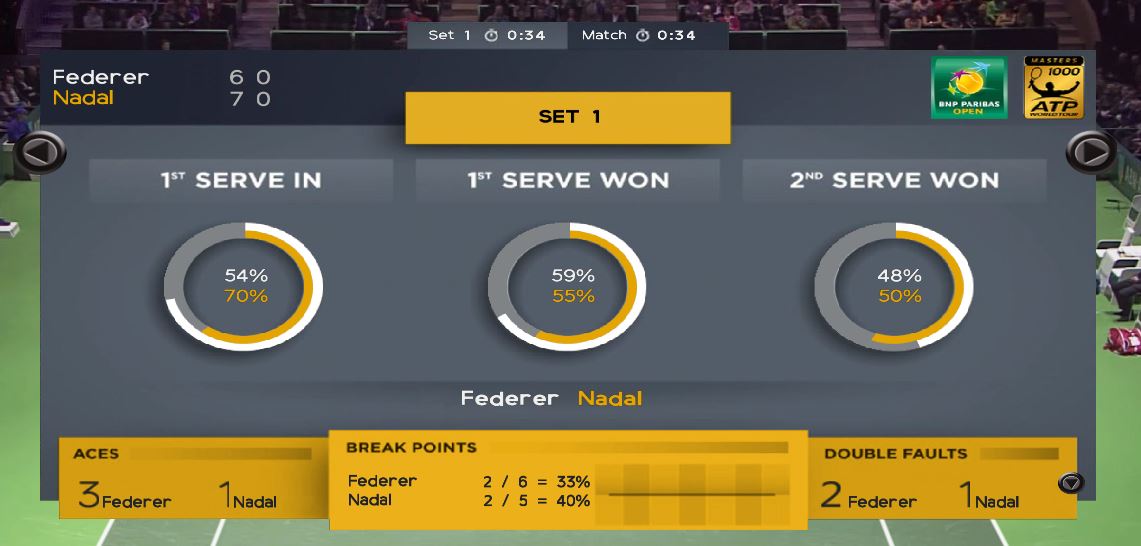 Set 1 0:34 Match 0:34
Federer 6 0
Nadal 7 0
BNP PARIBAS
OPEN
MASTERS
1000
ATP
WORLD TOUR
SET 1
1ST SERVE IN
1ST SERVE WON
2ND SERVE WON
54%
70%
59%
55%
48%
50%
Federer Nadal
ACES
3 Federer 1 Nadal
BREAK POINTS
Federer 2 / 6 = 33%
Nadal 2 / 5 = 40%
DOUBLE FAULTS
2 Federer 1 Nadal